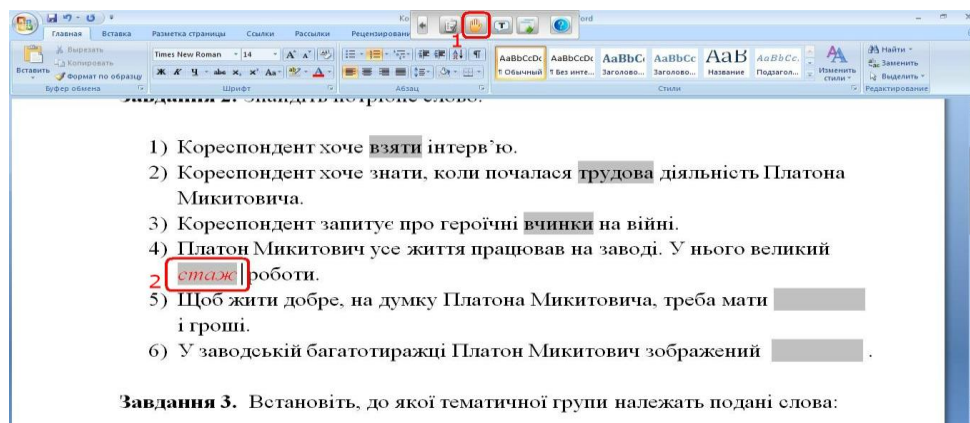 Ko ord
Главная Вставка Разметка страницы Ссылки Рассылки Рецензирование
1
Вставить
Вырезать
Копировать
Формат по образцу
Буфер обмена
Times New Roman 14
Ж К Ч abe x, x' Aa A
Шрифт
Абзац
AaBbCcDc AaBbCcDc AaBbC AaBbCc АаВ AaBbCc.
¶ Обычный ¶ Без инте... Заголово... Заголово... Название Подзагол...
Изменить стили
Стили
Найти
Заменить
Выделить
Редактирование
Завдання 2. Знайдіть потрібне слово:
1) Кореспондент хоче взяти інтерв’ю.
2) Кореспондент хоче знати, коли почалася трудова діяльність Платона
Микитовича.
3) Кореспондент запитує про героїчні вчинки на війні.
4) Платон Микитович усе життя працював на заводі. У нього великий
2 стаж роботи.
5) Щоб жити добре, на думку Платона Микитовича, треба мати
і гроші.
6) У заводській багатотиражці Платон Микитович зображений .
Завдання 3. Встановіть, до якої тематичної групи належать подані слова: